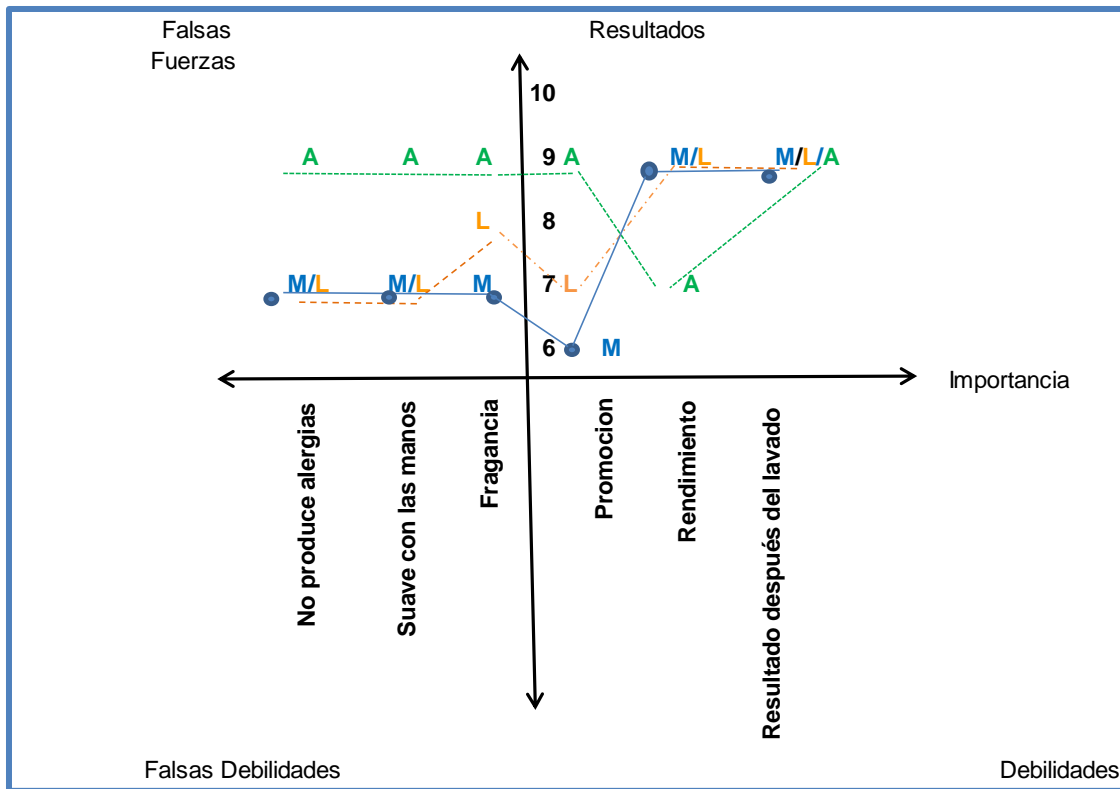 Falsas
Fuerzas
Resultados
10
A A A 9 A M/L M/L/A
L 8
M/L M/L M 7 L A
6 M
Importancia
No produce alergias
Suave con las manos
Fragancia
Promocion
Rendimiento
Resultado después del lavado
Falsas Debilidades
Debilidades